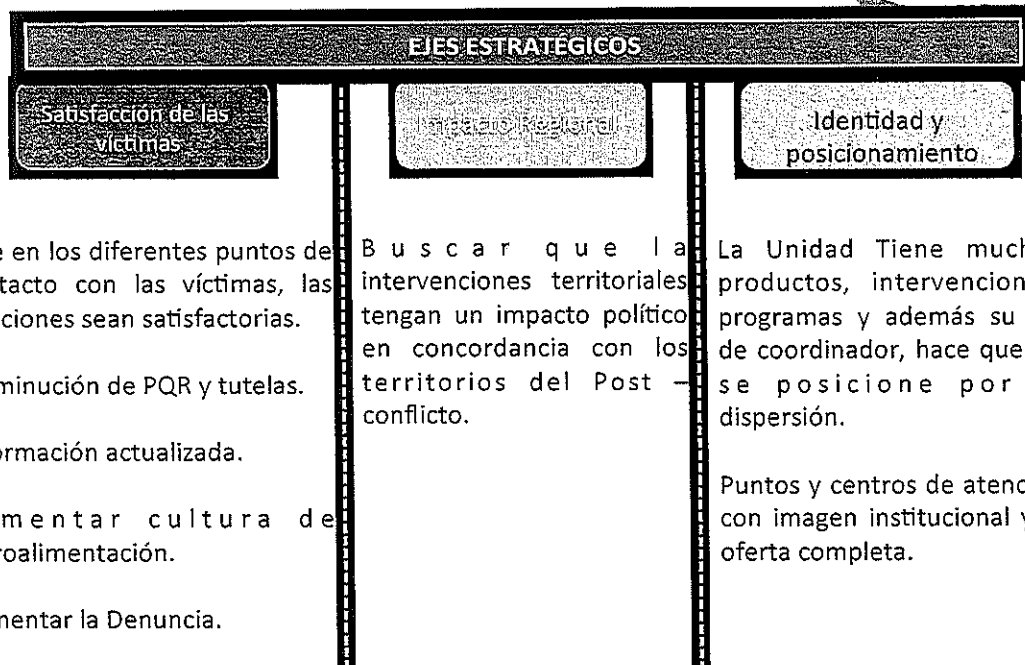 EJES ESTRATÉGICOS
Satisfacción de las
víctimas
e en los diferentes puntos de
tacto con las víctimas, las
ciones sean satisfactorias.
minución de PQR y tutelas.
ormación actualizada.
mentar cultura de
roalimentación.
mentar la Denuncia.
Impacto Regional
Buscar que la
intervenciones territoriales
tengan un impacto político
en concordancia con los
territorios del Post –
conflicto.
Identidad y
posicionamiento
La Unidad Tiene much
productos, intervencion
programas y además su
de coordinador, hace que
se posicione por
dispersión.
Puntos y centros de atenc
con imagen institucional y
oferta completa.